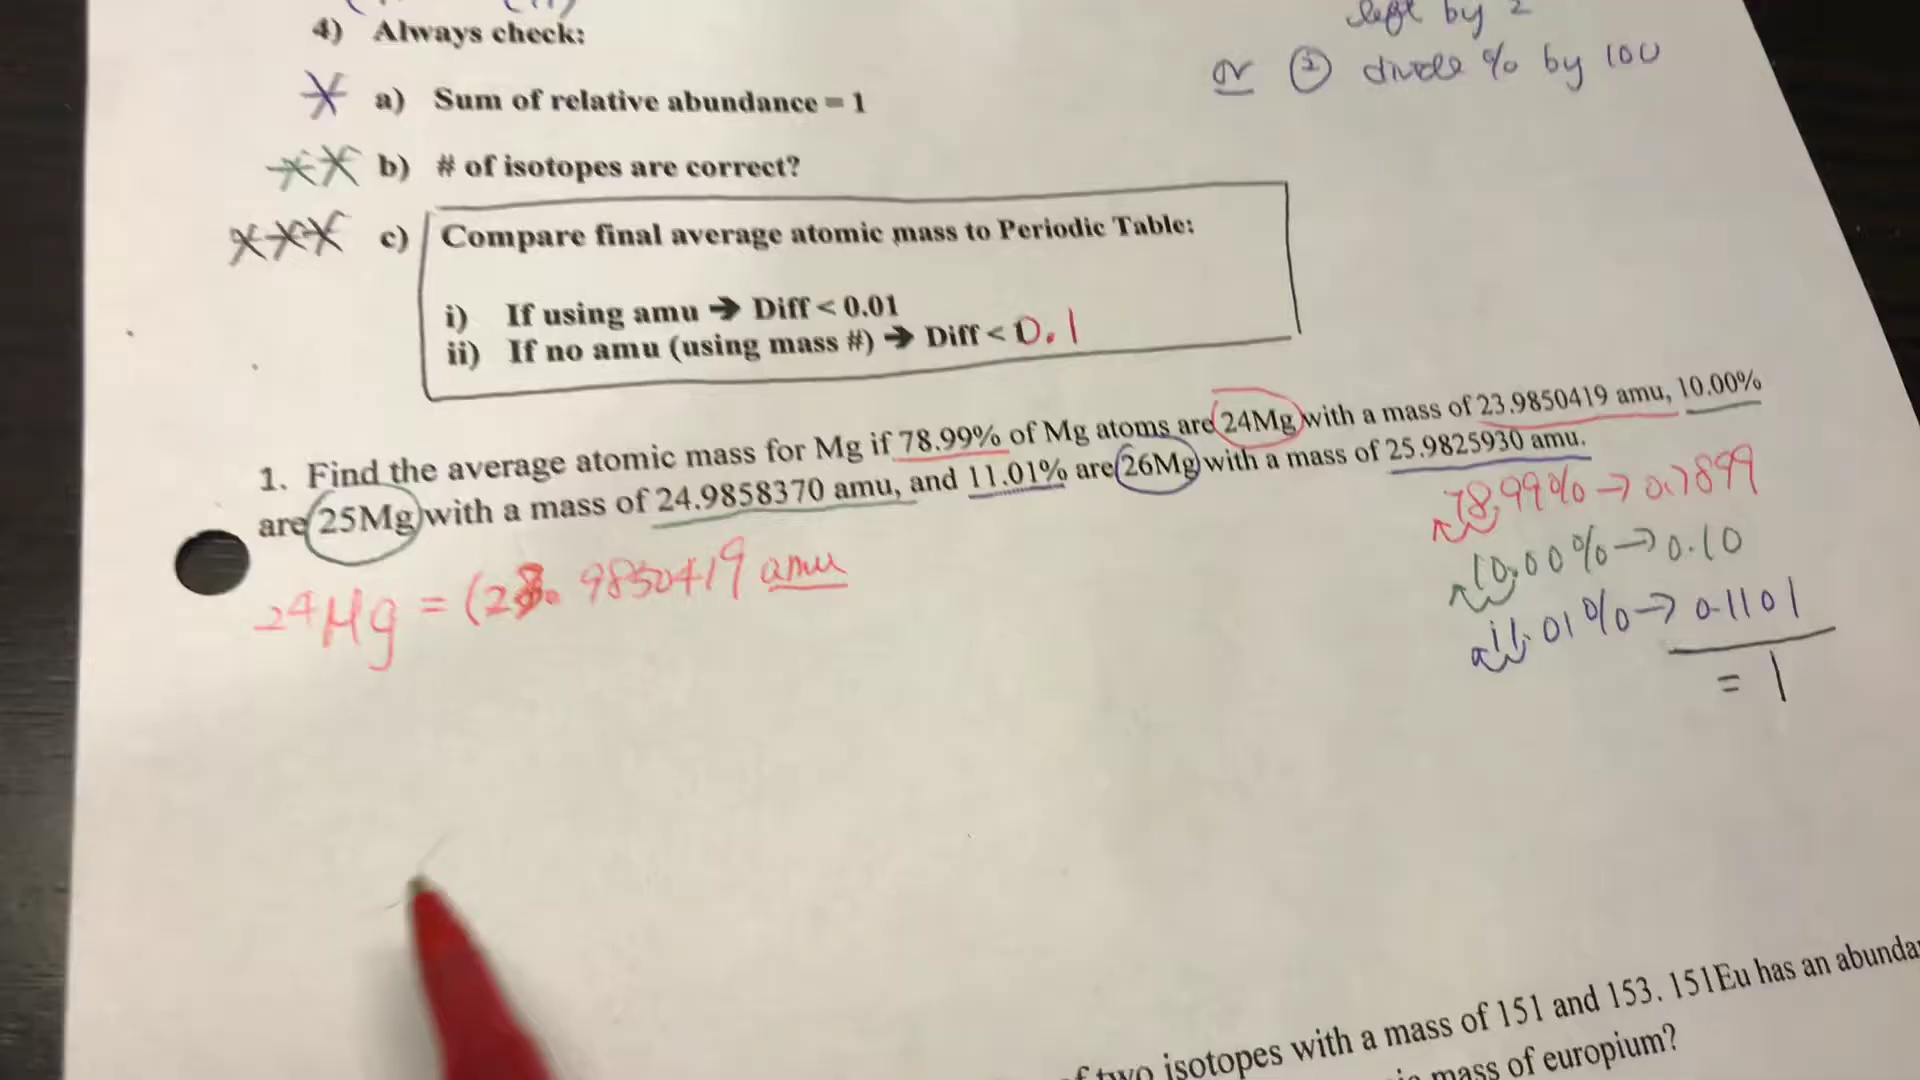 left by 2
4) Always check:
or ② divide % by 100
a) Sum of relative abundance = 1
b) # of isotopes are correct?
c) Compare final average atomic mass to Periodic Table:
i) If using amu ➔ Diff < 0.01
ii) If no amu (using mass #) ➔ Diff < 0.1
1. Find the average atomic mass for Mg if 78.99% of Mg atoms are 24Mg with a mass of 23.9850419 amu, 10.00%
are 25Mg with a mass of 24.9858370 amu, and 11.01% are 26Mg with a mass of 25.9825930 amu.
78.99% → 0.7899
10.00% → 0.10
11.01% → 0.1101
= 1
24Mg = (23.9850419 amu
two isotopes with a mass of 151 and 153. 151Eu has an
mass of europium?